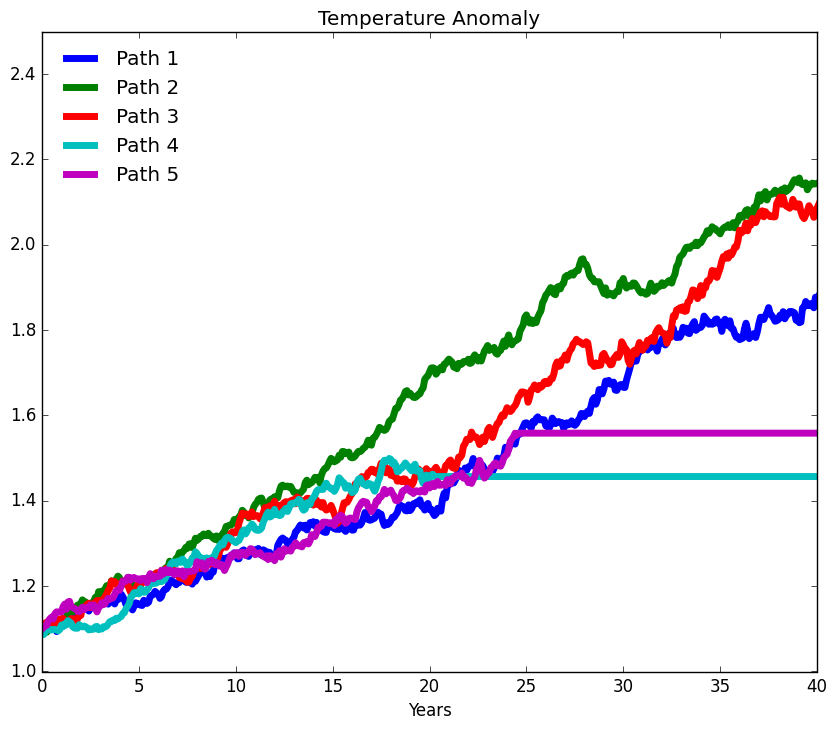 Temperature Anomaly
2.4
2.2
2.0
1.8
1.6
1.4
1.2
1.0
Path 1
Path 2
Path 3
Path 4
Path 5
0 5 10 15 20 25 30 35 40
Years